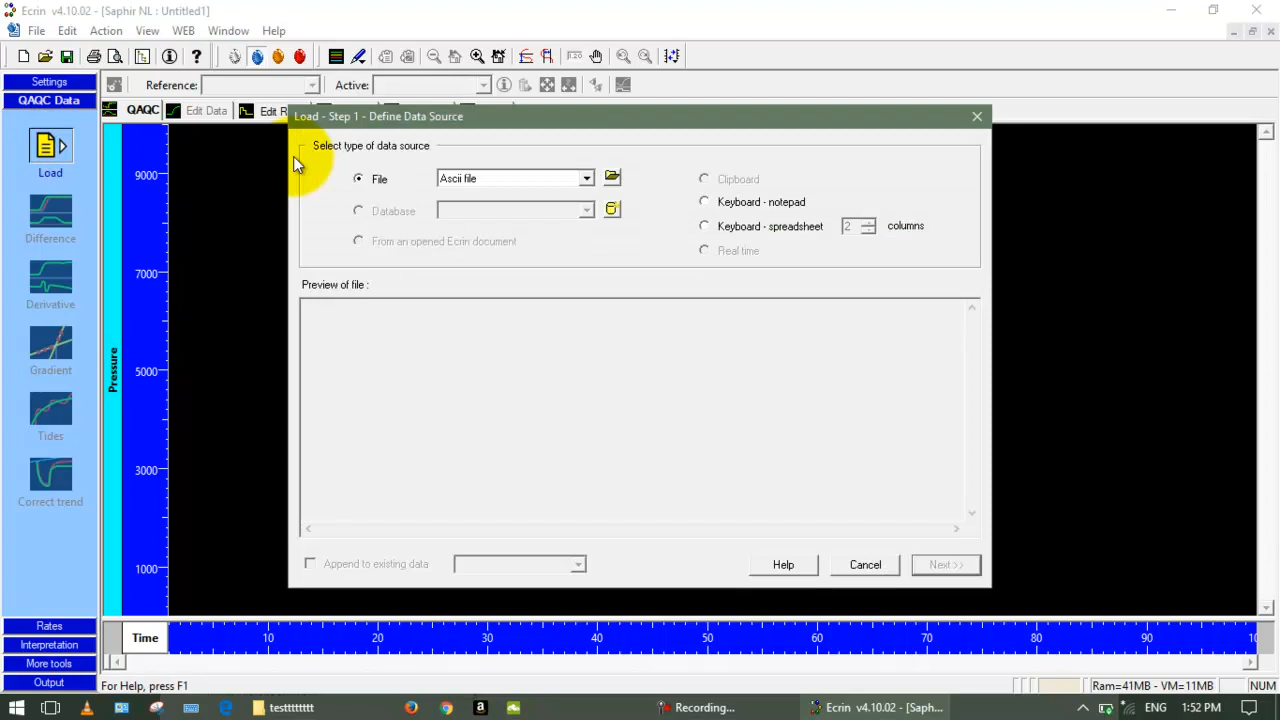 Ecrin v4.10.02 - [Saphir NL : Untitled1]
File Edit Action View WEB Window Help
Settings
QAQC Data
Reference: Active:
QAQC Edit Data Edit R
Load - Step 1 - Define Data Source
Select type of data source
File Ascii file Clipboard
Keyboard - notepad
Database
Keyboard - spreadsheet 2 columns
From an opened Ecrin document
Real time
Preview of file :
Load
Difference
Derivative
Gradient
Tides
Correct trend
Pressure
9000
7000
5000
3000
1000
Append to existing data Help Cancel Next >>
Rates
Interpretation
More tools
Output
Time 10 20 30 40 50 60 70 80 90
For Help, press F1 Ram=41MB - VM=11MB NUM
testttttttt Recording... Ecrin v4.10.02 - [Saph... ENG 1:52 PM